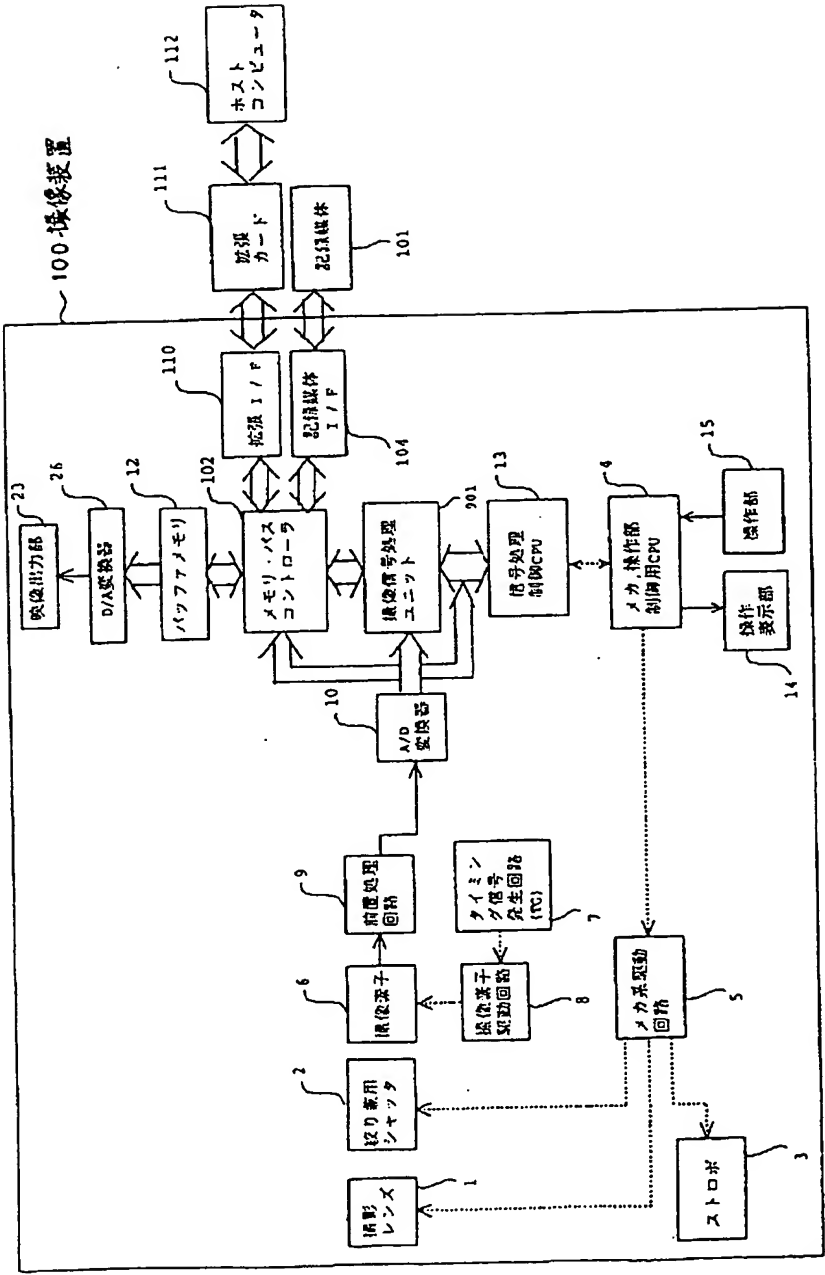 100 撮像装置
撮影
レンズ
1
絞り兼用
シャッタ
2
ストロボ
3
撮像素子
6
前置処理
回路
9
タイミン
グ信号
発生回路
(TG)
7
撮像素子
駆動回路
8
メカ系駆動
回路
5
A/D
変換器
10
映像出力部
23
D/A変換器
26
バッファメモリ
12
メモリ・バス
コントローラ
102
撮像信号処理
ユニット
901
信号処理
制御CPU
13
メカ,操作部
制御用CPU
4
操作
表示部
14
操作部
15
拡張I/F
110
記録媒体
I/F
104
拡張
カード
111
記録媒体
101
ホスト
コンピュータ
112